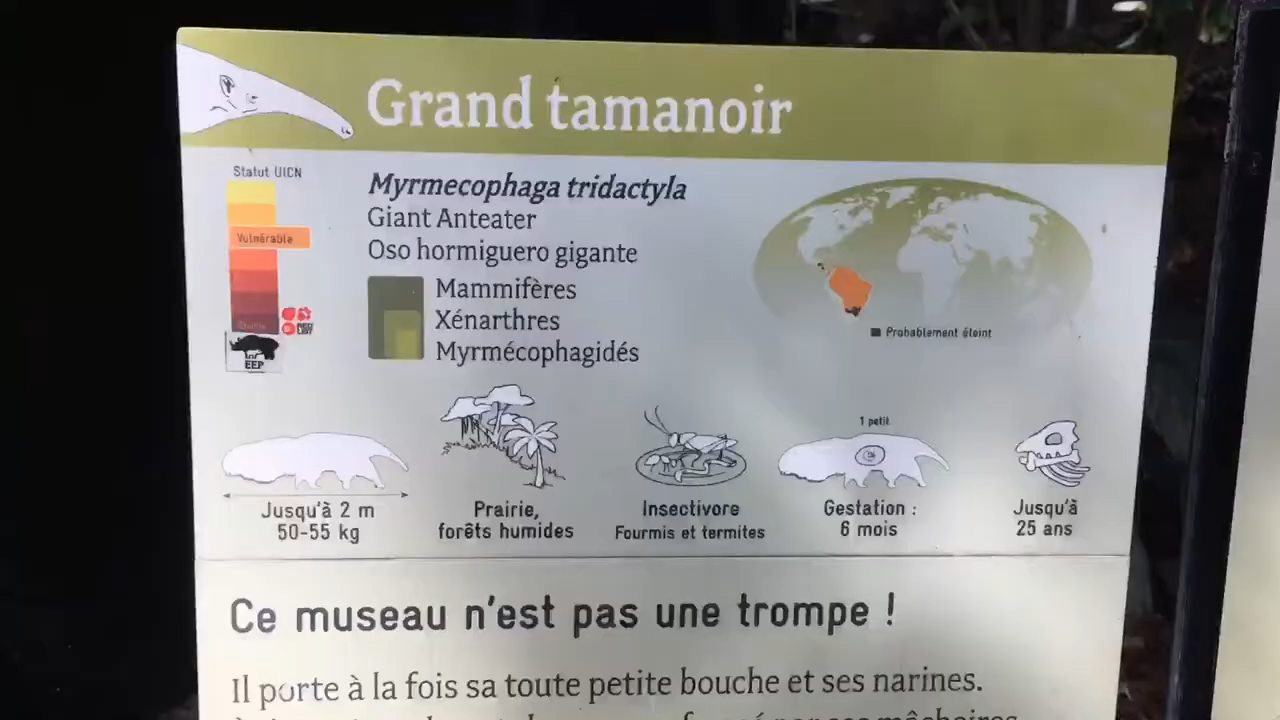 Grand tamanoir
Statut UICN
Vulnérable
EEP
Myrmecophaga tridactyla
Giant Anteater
Oso hormiguero gigante
Mammifères
Xénarthres
Myrmécophagidés
Probablement éteint
Jusqu'à 2 m
50-55 kg
Prairie,
forêts humides
Insectivore
Fourmis et termites
1 petit
Gestation :
6 mois
Jusqu'à
25 ans
Ce museau n'est pas une trompe !
Il porte à la fois sa toute petite bouche et ses narines.